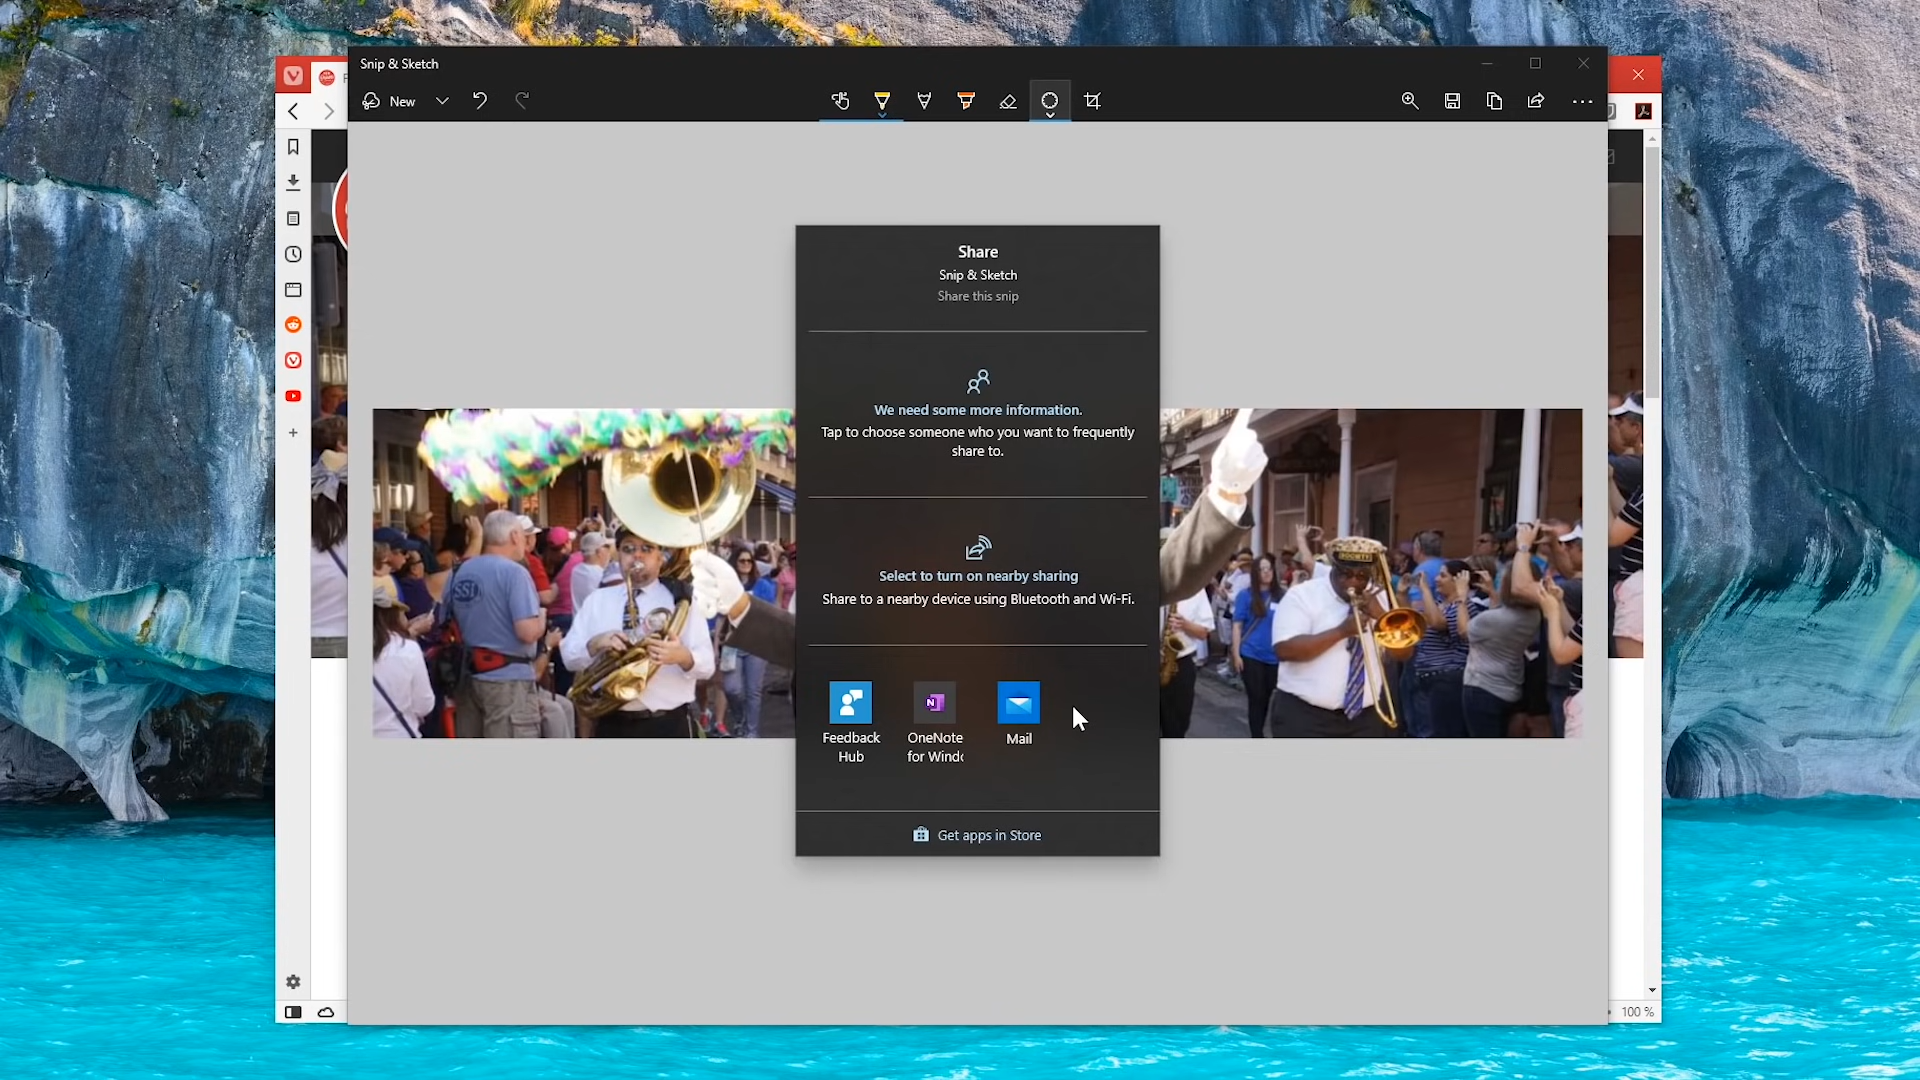 Snip & Sketch
New
Share
Snip & Sketch
Share this snip
We need some more information.
Tap to choose someone who you want to frequently
share to.
Select to turn on nearby sharing
Share to a nearby device using Bluetooth and Wi-Fi.
SSI
Feedback
Hub
OneNote
for Windo
Mail
Get apps in Store
100 %